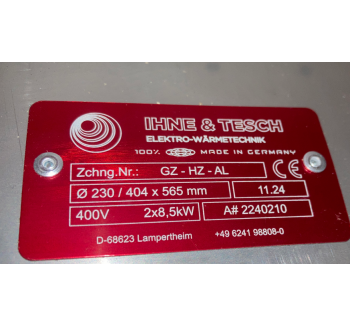 IHNE & TESCH
ELEKTRO-WÄRMETECHNIK
100% MADE IN GERMANY
Zchng.Nr.: GZ - HZ - AL CE
Ø 230 / 404 x 565 mm 11.24
400V 2x8,5kW A# 2240210
D-68623 Lampertheim +49 6241 98808-0